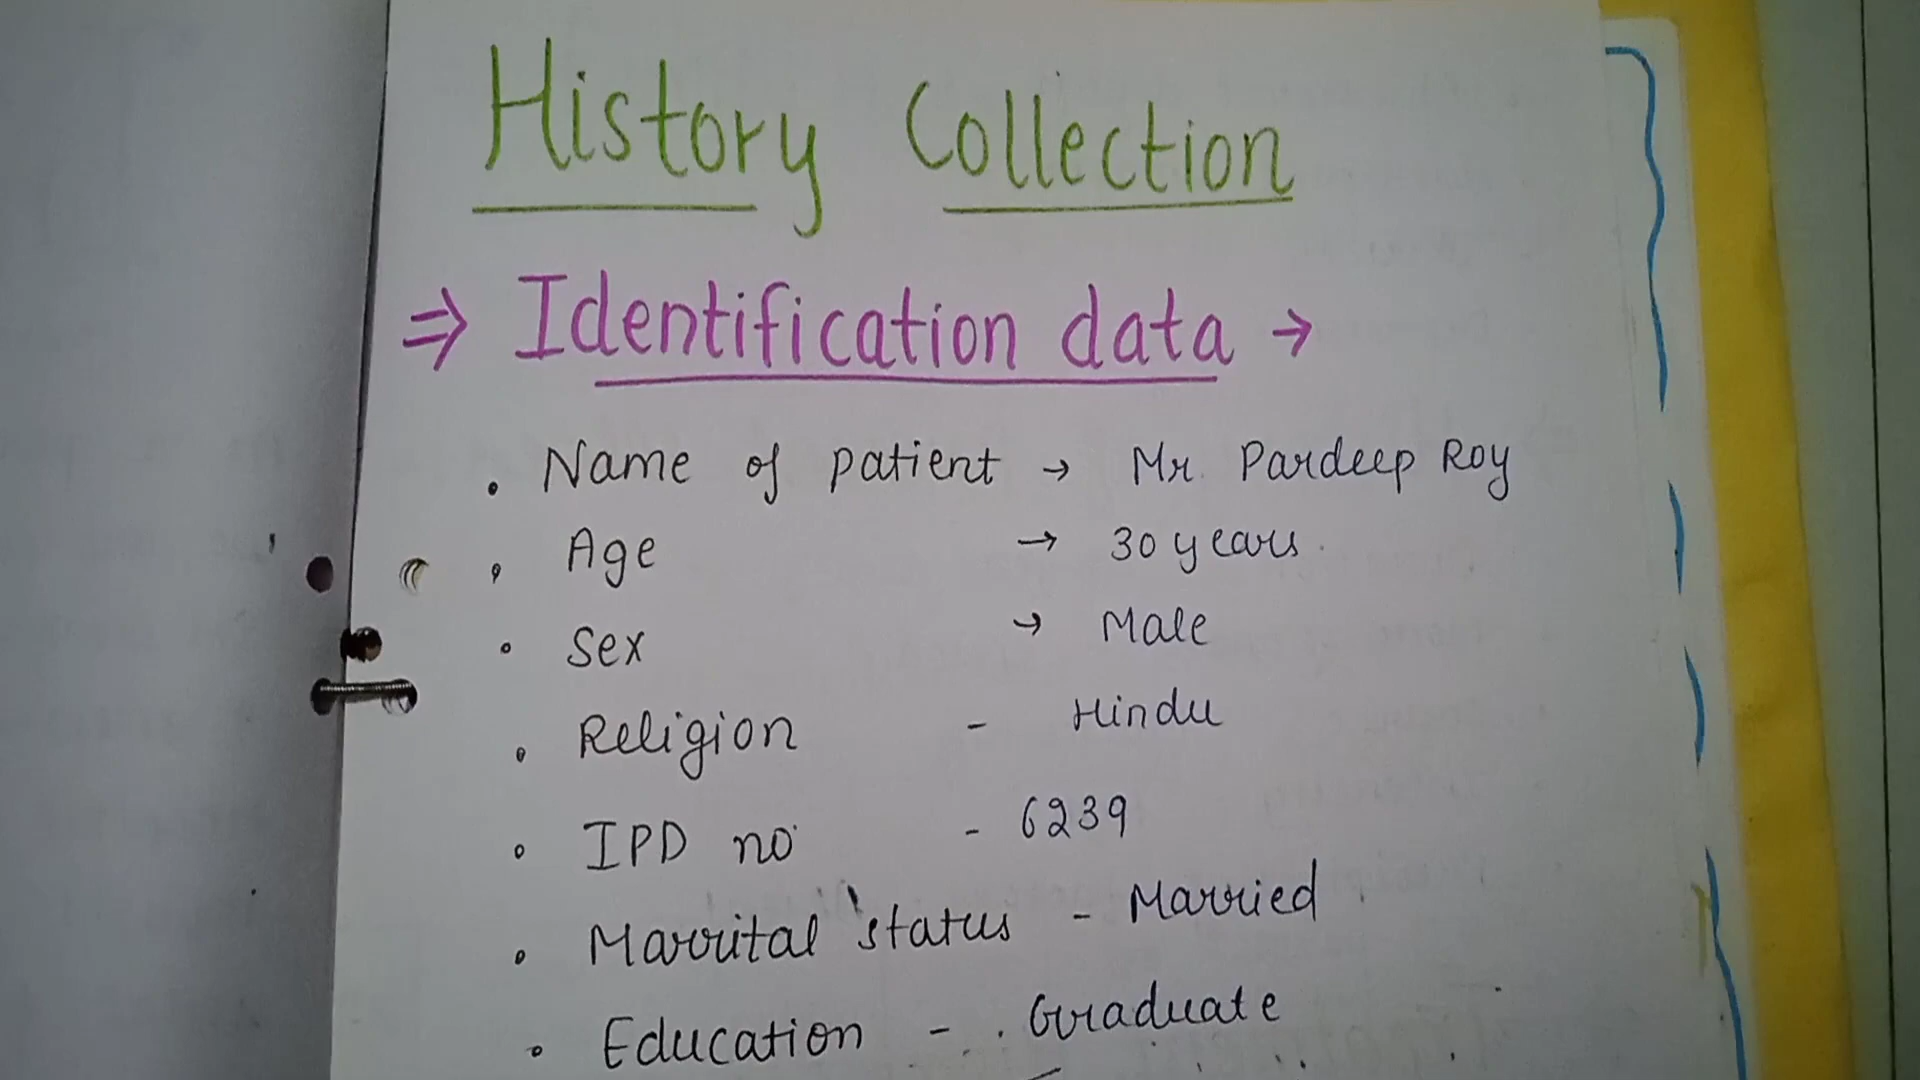 History Collection
⇒ Identification data →
• Name of patient → Mr. Pardeep Roy
• Age → 30 years.
• Sex → Male
• Religion - Hindu
• IPD no - 6239
• Marrital status - Married
• Education - Graduate